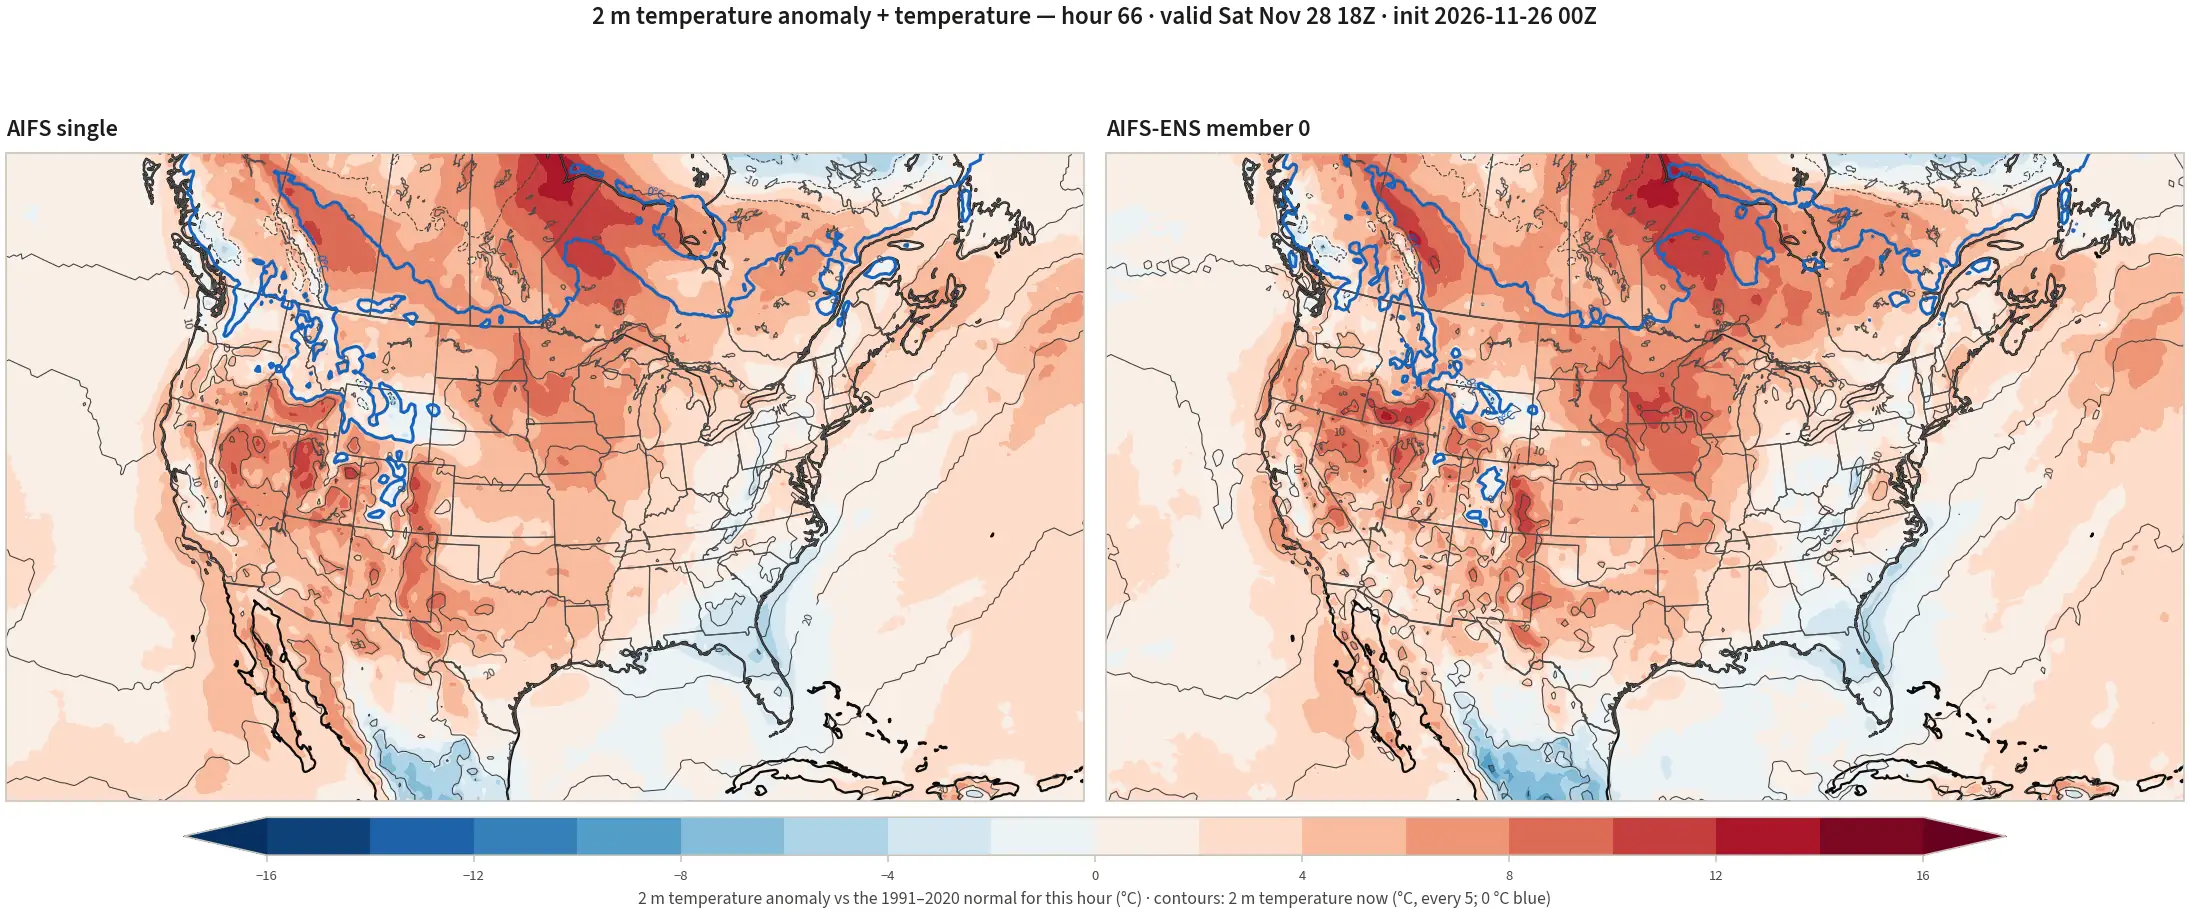 2 m temperature anomaly + temperature — hour 66 · valid Sat Nov 28 18Z · init 2026-11-26 00Z
AIFS single
AIFS-ENS member 0
−16 −12 −8 −4 0 4 8 12 16
2 m temperature anomaly vs the 1991–2020 normal for this hour (°C) · contours: 2 m temperature now (°C, every 5; 0 °C blue)